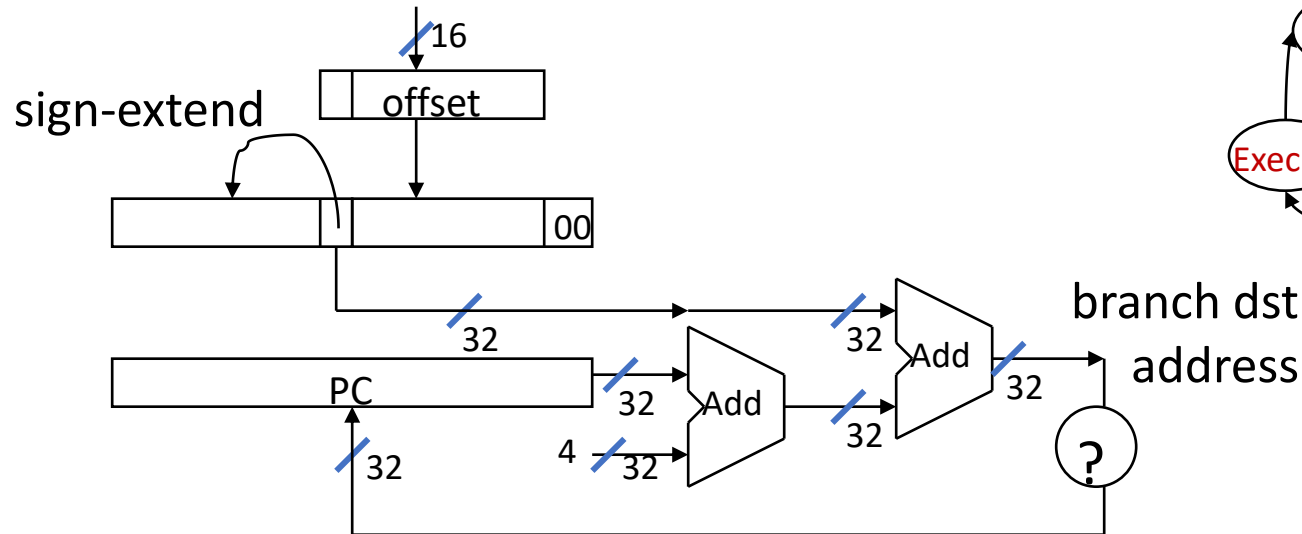 16
offset
sign-extend
Exec
00
32
32
branch dst
address
PC
32
Add
Add
32
32
4
32
32
?